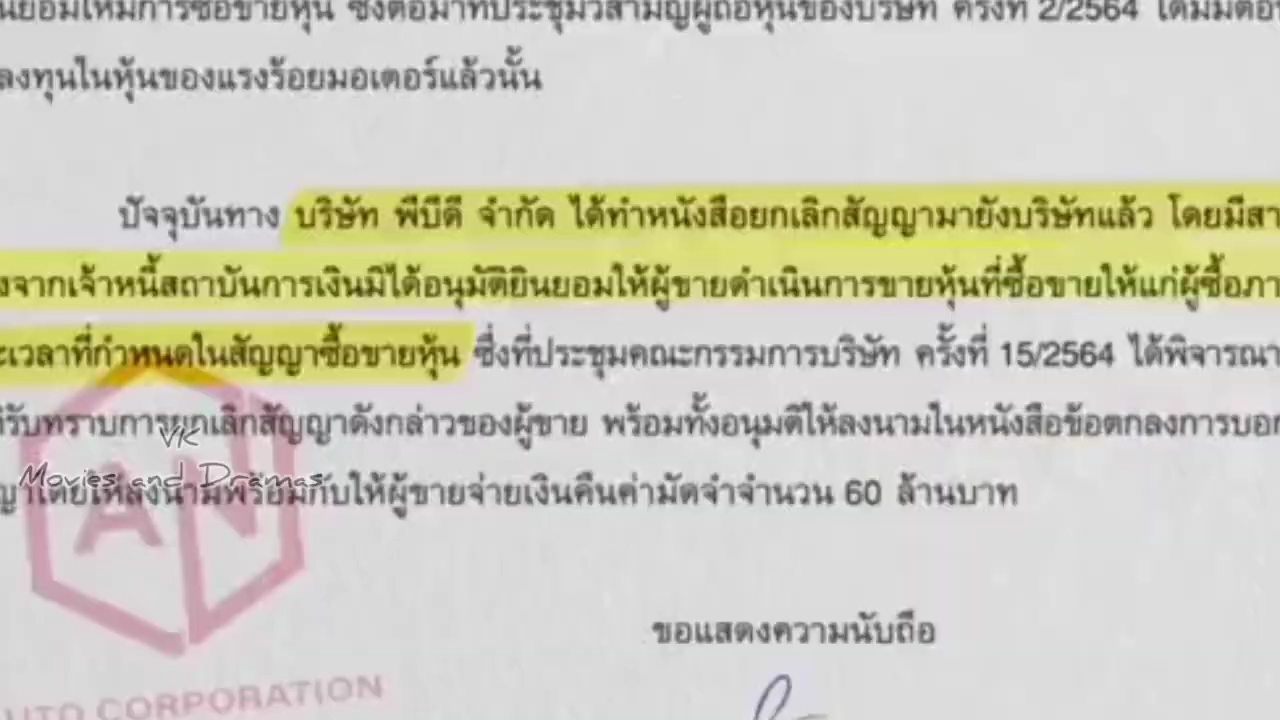 นยอมให้มีการซื้อขายหุ้น ซึ่งต่อมาที่ประชุมวิสามัญผู้ถือหุ้นของบริษัท ครั้งที่ 2/2564 ได้มีมติอ
ลงทุนในหุ้นของแรงร้อยมอเตอร์แล้วนั้น
ปัจจุบันทาง บริษัท พีบีดี จำกัด ได้ทำหนังสือยกเลิกสัญญามายังบริษัทแล้ว โดยมีสา
งจากเจ้าหนี้สถาบันการเงินมิได้อนุมัติยินยอมให้ผู้ขายดำเนินการขายหุ้นที่ซื้อขายให้แก่ผู้ซื้อภา
ะเวลาที่กำหนดในสัญญาซื้อขายหุ้น ซึ่งที่ประชุมคณะกรรมการบริษัท ครั้งที่ 15/2564 ได้พิจารณา
ติรับทราบการยกเลิกสัญญาดังกล่าวของผู้ขาย พร้อมทั้งอนุมติให้ลงนามในหนังสือข้อตกลงการบอก
VK
Movies and Dramas
ญาโดยให้ลงนามพร้อมกับให้ผู้ขายจ่ายเงินคืนค่ามัดจำจำนวน 60 ล้านบาท
AN
ขอแสดงความนับถือ
UTO CORPORATION